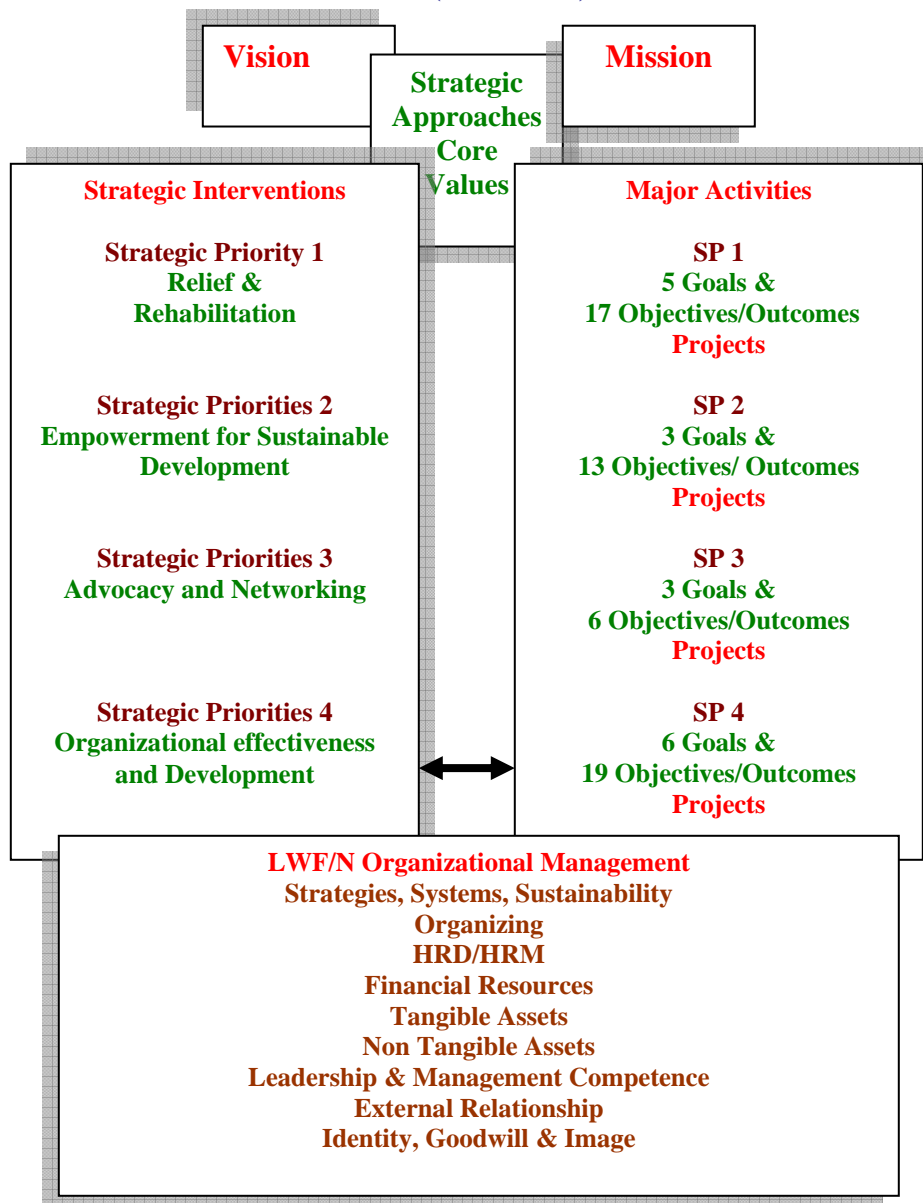 Vision
Mission
Strategic
Approaches
Core
Values
Strategic Interventions
Strategic Priority 1
Relief &
Rehabilitation
Strategic Priorities 2
Empowerment for Sustainable
Development
Strategic Priorities 3
Advocacy and Networking
Strategic Priorities 4
Organizational effectiveness
and Development
Major Activities
SP 1
5 Goals &
17 Objectives/Outcomes
Projects
SP 2
3 Goals &
13 Objectives/ Outcomes
Projects
SP 3
3 Goals &
6 Objectives/Outcomes
Projects
SP 4
6 Goals &
19 Objectives/Outcomes
Projects
LWF/N Organizational Management
Strategies, Systems, Sustainability
Organizing
HRD/HRM
Financial Resources
Tangible Assets
Non Tangible Assets
Leadership & Management Competence
External Relationship
Identity, Goodwill & Image